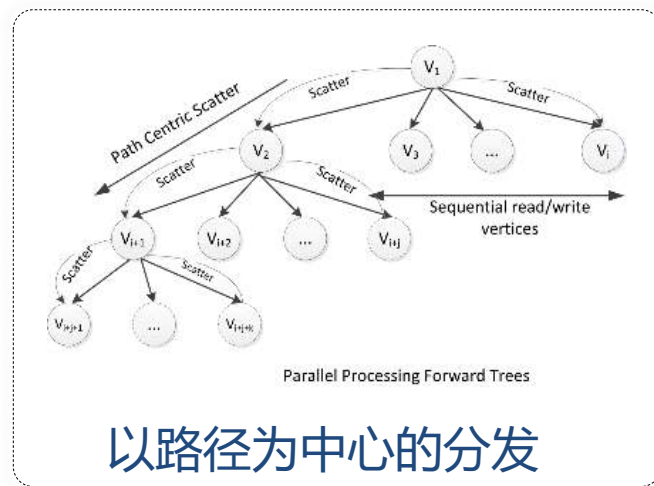 V1
Scatter
Scatter
Path Centric Scatter
V2
V3
...
Vi
Scatter
Scatter
Sequential read/write
vertices
Vi+1
Vi+2
...
Vi+j
Scatter
Scatter
Vi+j+1
...
Vi+j+k
Parallel Processing Forward Trees
以路径为中心的分发